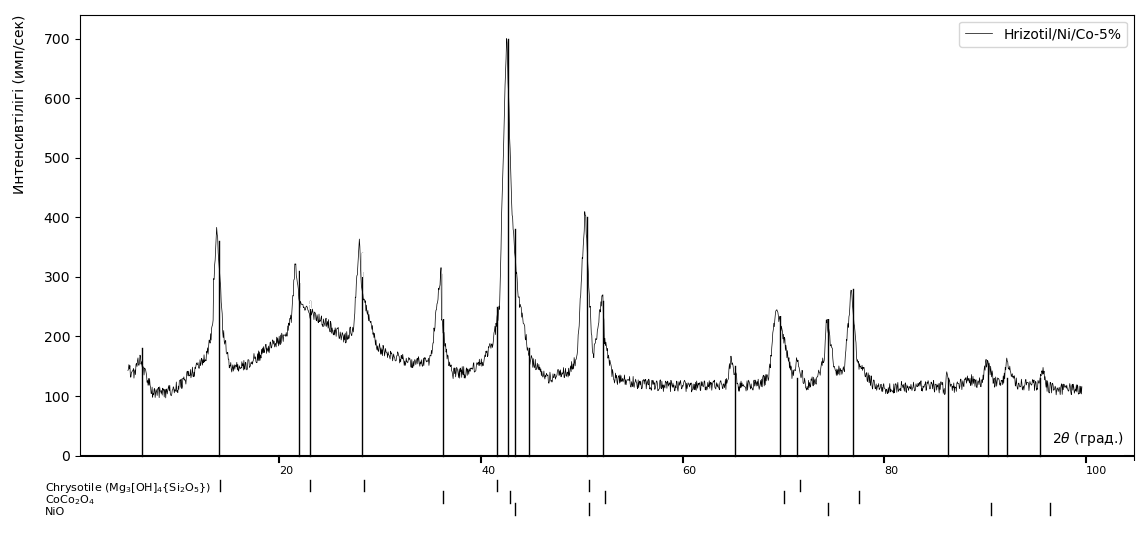 Интенсивтілігі (имп/сек)
700
600
500
400
300
200
100
0
Hrizotil/Ni/Co-5%
2θ (град.)
20 40 60 80 100
Chrysotile (Mg₃[OH]₄{Si₂O₅})
CoCo₂O₄
NiO